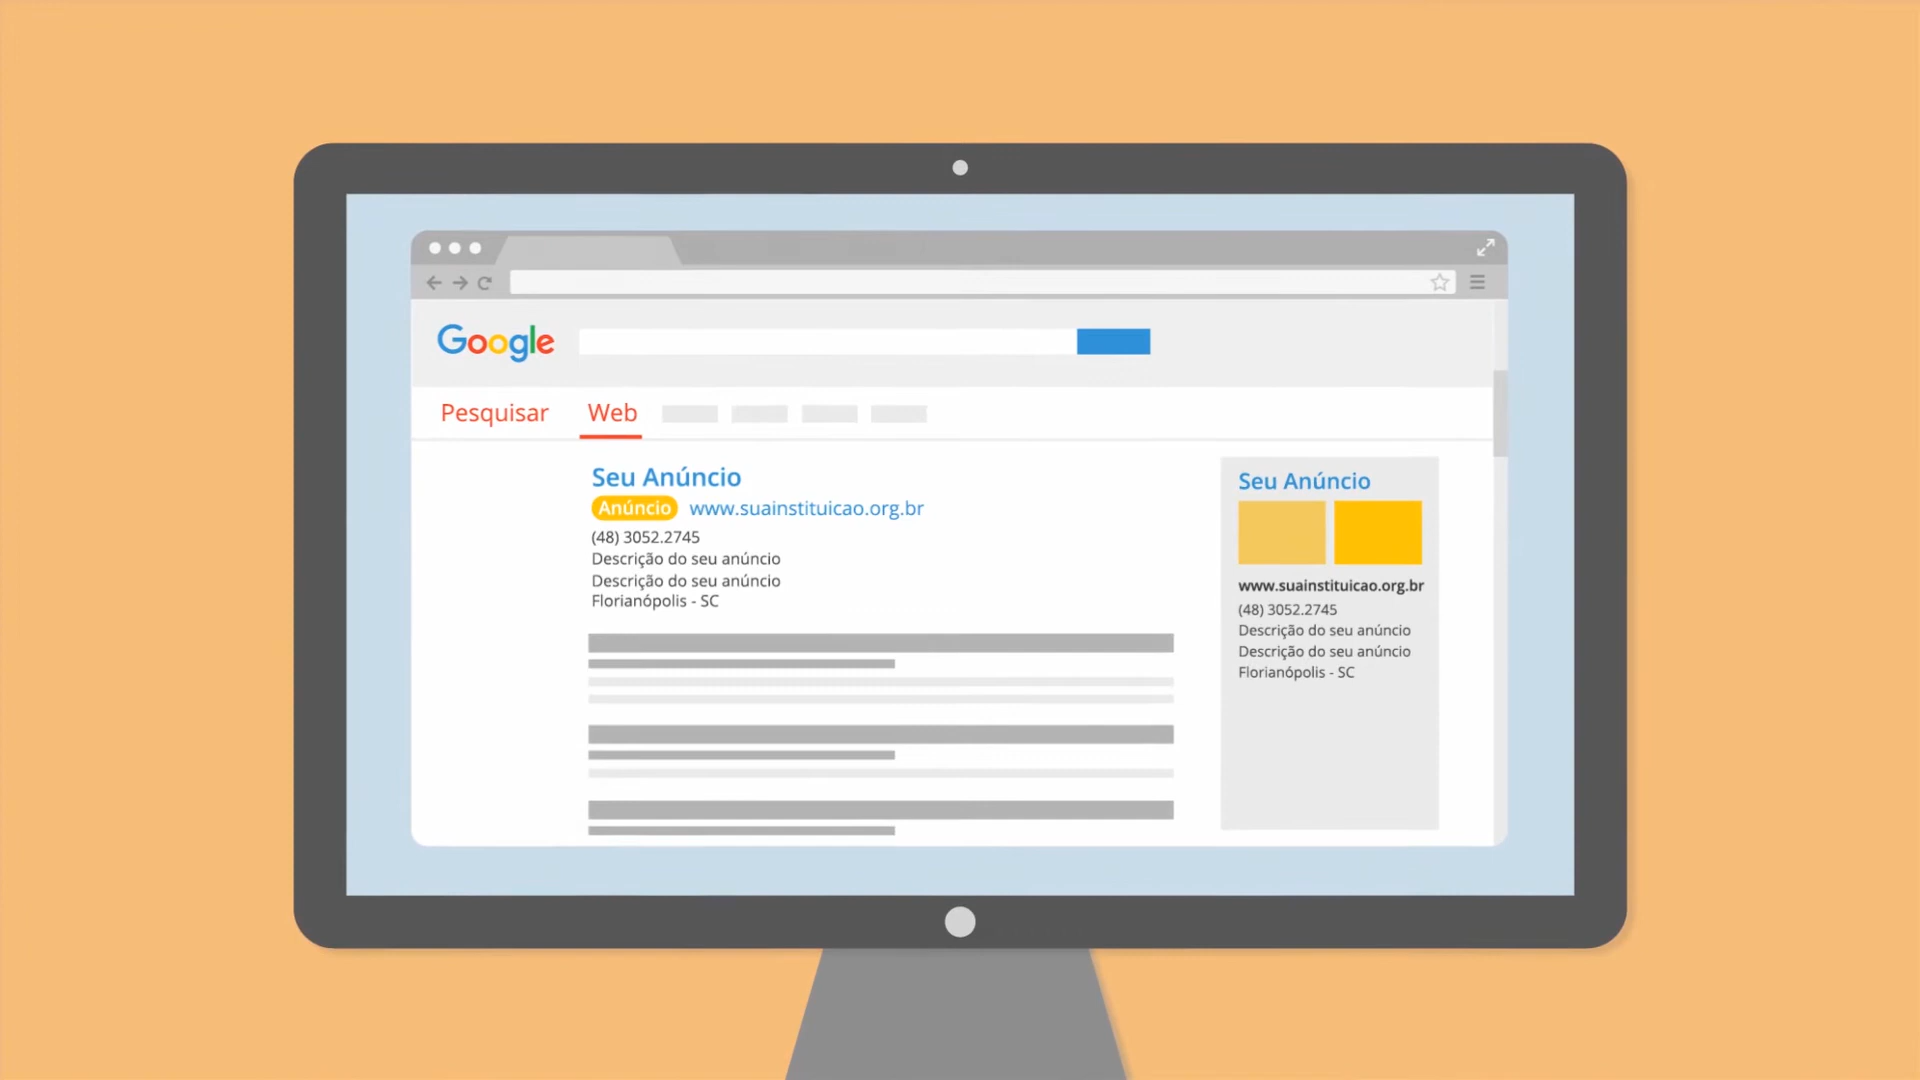 Google
Pesquisar Web
Seu Anúncio
Anúncio www.suainstituicao.org.br
(48) 3052.2745
Descrição do seu anúncio
Descrição do seu anúncio
Florianópolis - SC
Seu Anúncio
www.suainstituicao.org.br
(48) 3052.2745
Descrição do seu anúncio
Descrição do seu anúncio
Florianópolis - SC